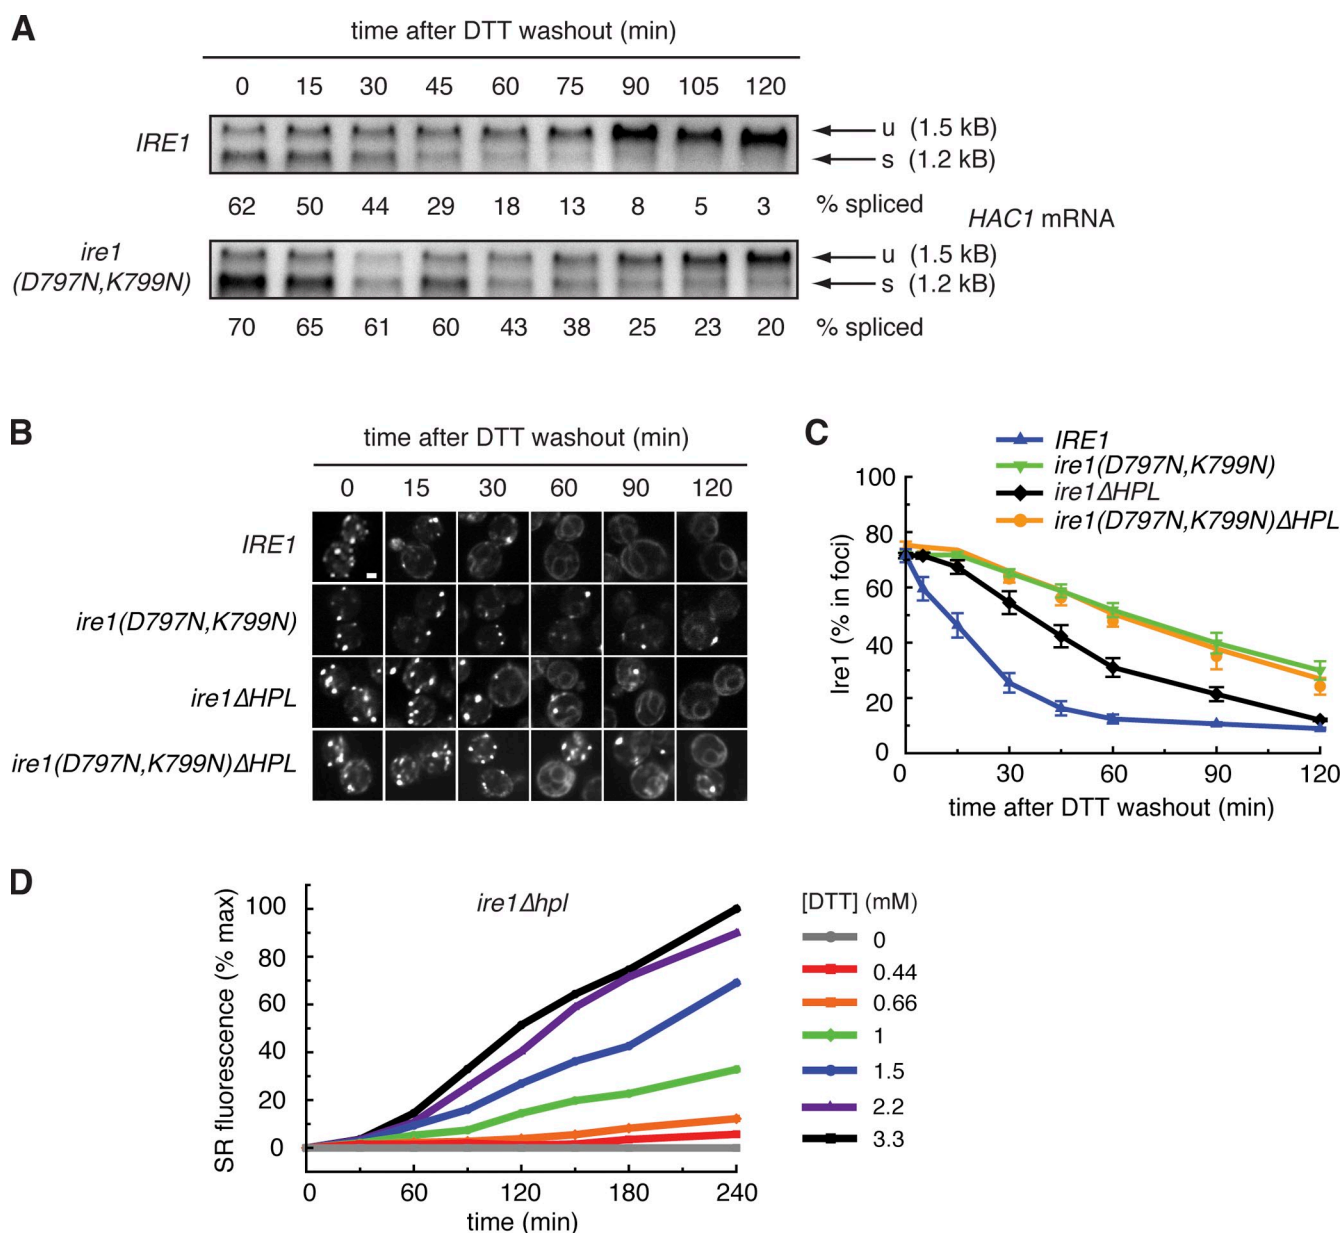 A
time after DTT washout (min)
0 15 30 45 60 75 90 105 120
IRE1
u (1.5 kB)
s (1.2 kB)
62 50 44 29 18 13 8 5 3 % spliced
HAC1 mRNA
ire1
(D797N,K799N)
u (1.5 kB)
s (1.2 kB)
70 65 61 60 43 38 25 23 20 % spliced
B
time after DTT washout (min)
0 15 30 60 90 120
IRE1
ire1(D797N,K799N)
ire1ΔHPL
ire1(D797N,K799N)ΔHPL
C
IRE1
ire1(D797N,K799N)
ire1ΔHPL
ire1(D797N,K799N)ΔHPL
Ire1 (% in foci)
100
80
60
40
20
0
0 30 60 90 120
time after DTT washout (min)
D
ire1Δhpl
SR fluorescence (% max)
100
80
60
40
20
0
0 60 120 180 240
time (min)
[DTT] (mM)
0
0.44
0.66
1
1.5
2.2
3.3